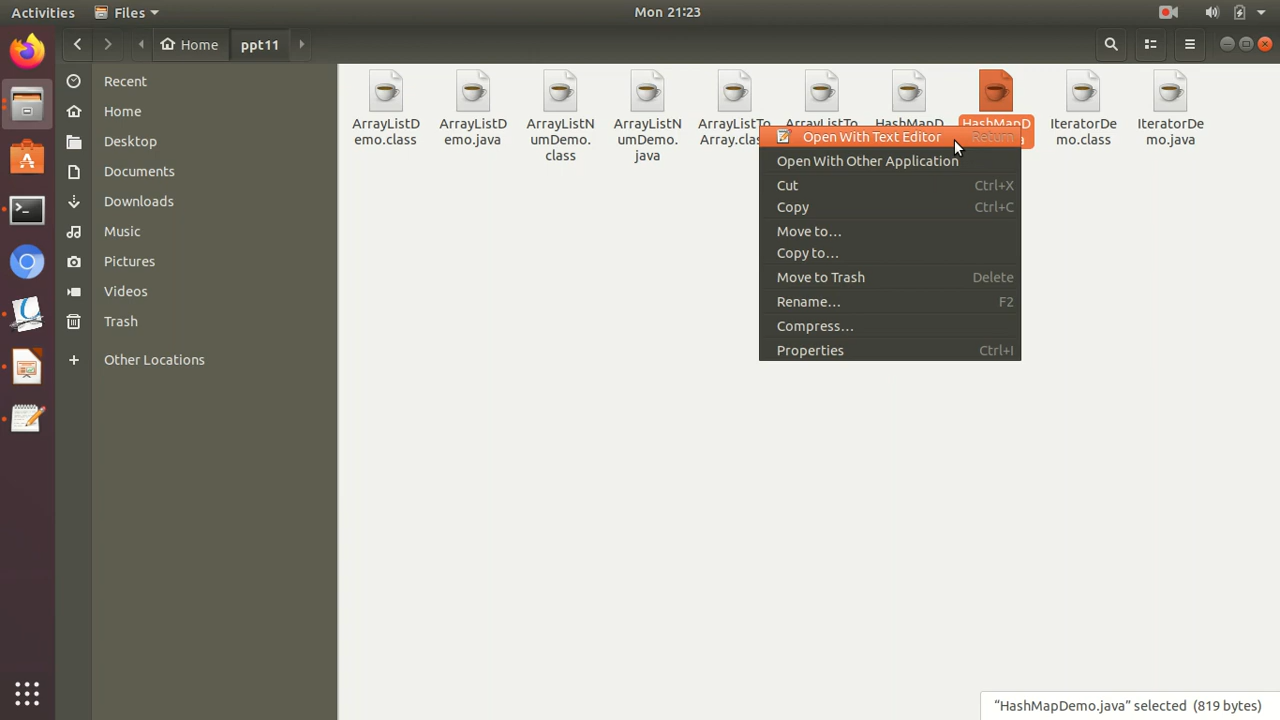 Activities
Files
Mon 21:23
Home
ppt11
Recent
Home
Desktop
Documents
Downloads
Music
Pictures
Videos
Trash
Other Locations
ArrayListD
emo.class
ArrayListD
emo.java
ArrayListN
umDemo.
class
ArrayListN
umDemo.
java
ArrayListTo
Array.clas
ArrayListTo
HashMapD
HashMapD
IteratorDe
mo.class
IteratorDe
mo.java
Open With Text Editor Return
Open With Other Application
Cut Ctrl+X
Copy Ctrl+C
Move to…
Copy to…
Move to Trash Delete
Rename… F2
Compress…
Properties Ctrl+I
“HashMapDemo.java” selected (819 bytes)